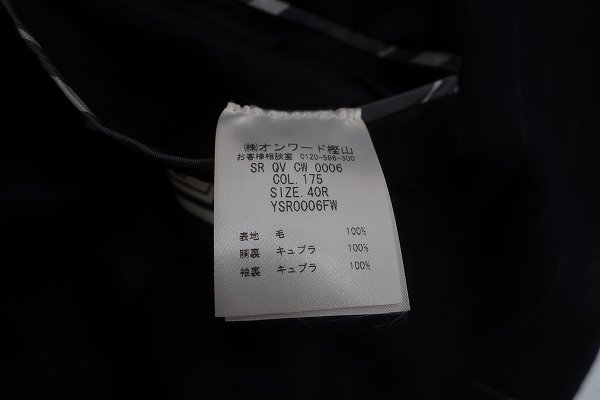 ㈱オンワード樫山
お客様相談室 0120-586-300
SR QV CW 0006
COL.175
SIZE.40R
YSR0006FW
表地 毛 100%
胴裏 キュプラ 100%
袖裏 キュプラ 100%